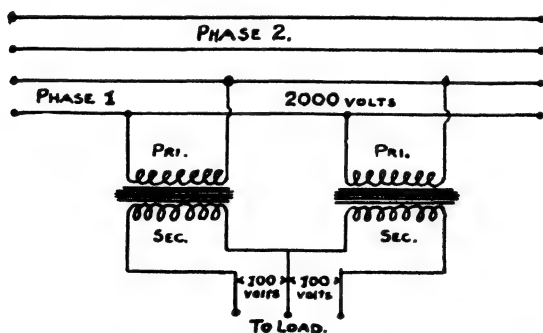 PHASE 2.
PHASE 1 2000 VOLTS
PRI. PRI.
SEC. SEC.
100 100
VOLTS VOLTS
TO LOAD.